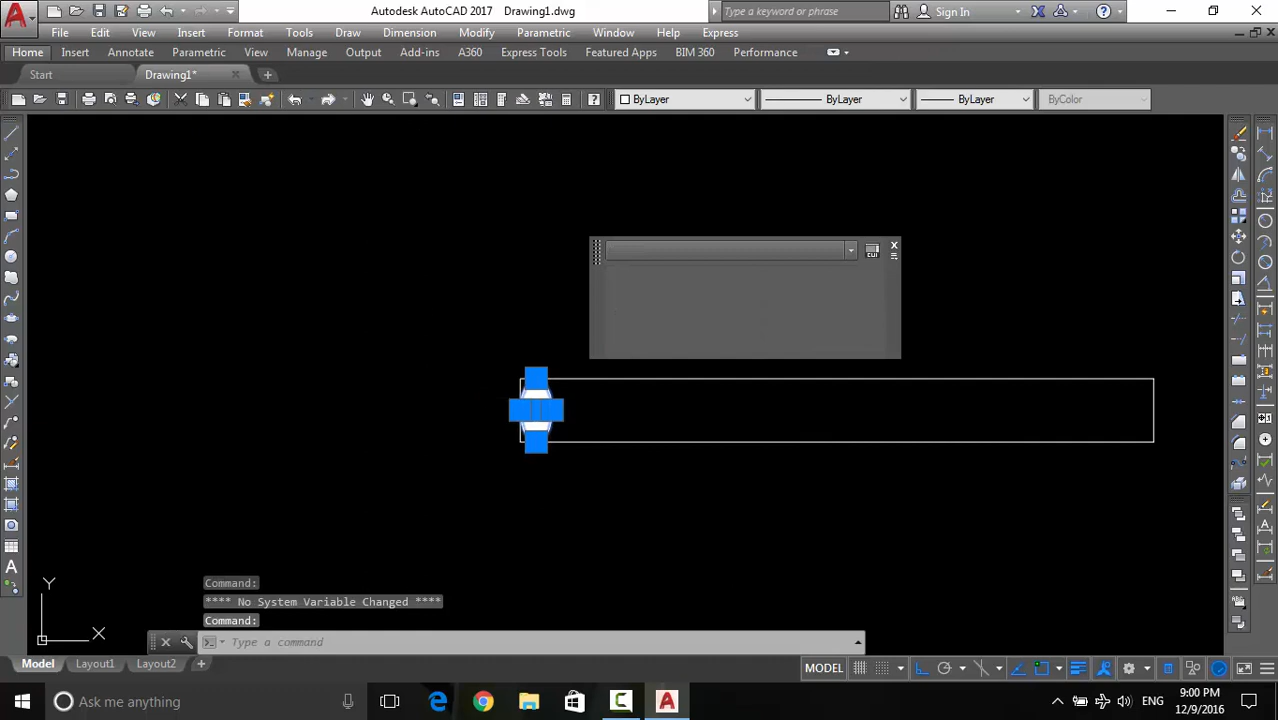 Autodesk AutoCAD 2017 Drawing1.dwg
Type a keyword or phrase
Sign In
File Edit View Insert Format Tools Draw Dimension Modify Parametric Window Help Express
Home Insert Annotate Parametric View Manage Output Add-ins A360 Express Tools Featured Apps BIM 360 Performance
Start Drawing1*
ByLayer ByLayer ByLayer ByColor
CUI
Y
X
Command:
**** No System Variable Changed ****
Command:
Type a command
Model Layout1 Layout2 +
MODEL
Ask me anything
ENG
9:00 PM
12/9/2016